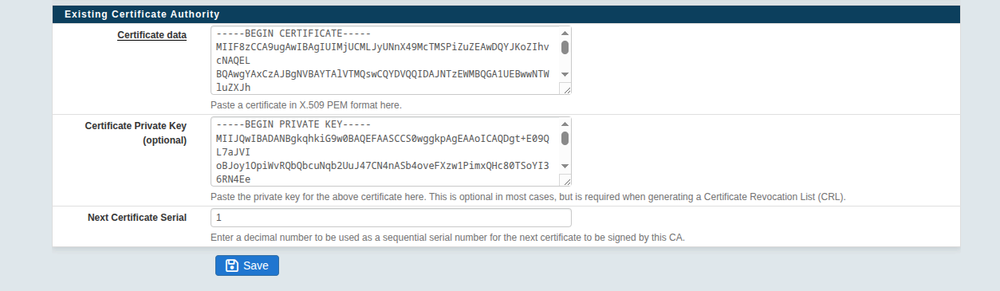 Existing Certificate Authority
Certificate data
-----BEGIN CERTIFICATE-----
MIIF8zCCA9ugAwIBAgIUIMjUCMLJyUNnX49McTMSPiZuZEAwDQYJKoZIhv
cNAQEL
BQAwgYAxCzAJBgNVBAYTAlVTMQswCQYDVQQIDAJNTzEWMBQGA1UEBwwNTW
luZXJh
Paste a certificate in X.509 PEM format here.
Certificate Private Key
(optional)
-----BEGIN PRIVATE KEY-----
MIIJQwIBADANBgkqhkiG9w0BAQEFAASCCS0wggkpAgEAAoICAQDgt+E09Q
L7aJVI
oBJoy1OpiWvRQbQbcuNqb2UuJ47CN4nASb4oveFXzw1PimxQHc80TSoYI3
6RN4Ee
Paste the private key for the above certificate here. This is optional in most cases, but is required when generating a Certificate Revocation List (CRL).
Next Certificate Serial
1
Enter a decimal number to be used as a sequential serial number for the next certificate to be signed by this CA.
Save